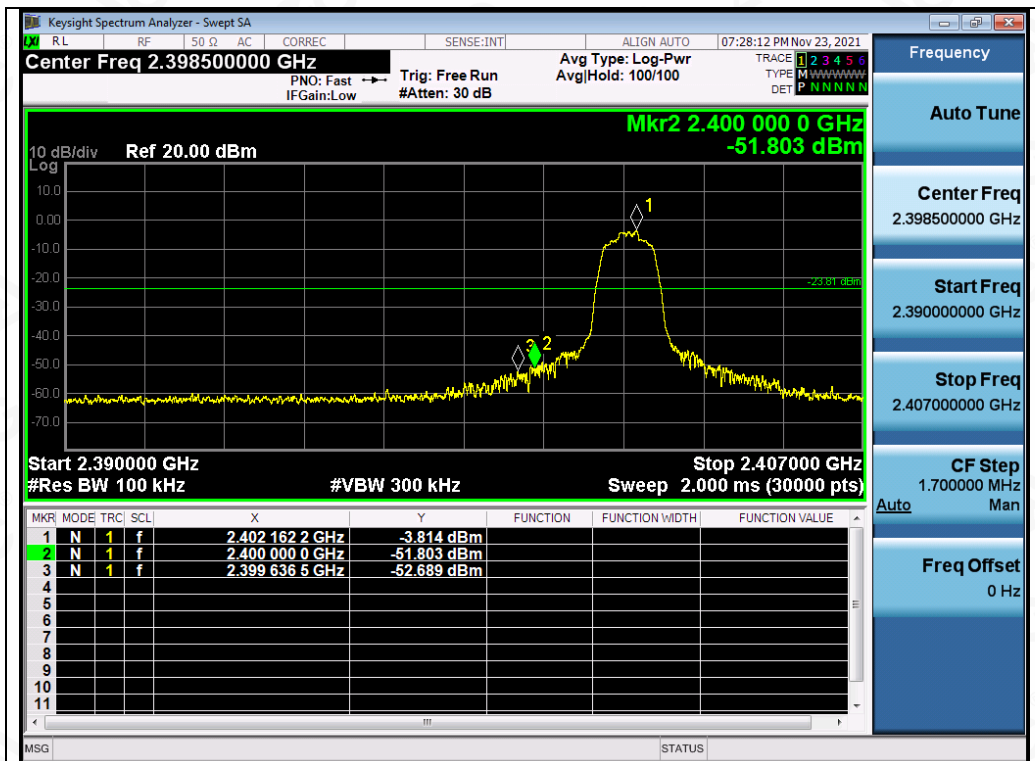 Keysight Spectrum Analyzer - Swept SA
LXI RL RF 50 Ω AC CORREC SENSE:INT ALIGN AUTO 07:28:12 PM Nov 23, 2021
Center Freq 2.398500000 GHz Avg Type: Log-Pwr TRACE 1 2 3 4 5 6
PNO: Fast Trig: Free Run Avg|Hold: 100/100 TYPE M WWWWW
IFGain:Low #Atten: 30 dB DET P N N N N N
Mkr2 2.400 000 0 GHz
10 dB/div Ref 20.00 dBm -51.803 dBm
Log
10.0
0.00
-10.0
-20.0
-30.0
-40.0
-50.0
-60.0
-70.0
1
-23.81 dBm
3 2
Start 2.390000 GHz Stop 2.407000 GHz
#Res BW 100 kHz #VBW 300 kHz Sweep 2.000 ms (30000 pts)
MKR MODE TRC SCL X Y FUNCTION FUNCTION WIDTH FUNCTION VALUE
1 N 1 f 2.402 162 2 GHz -3.814 dBm
2 N 1 f 2.400 000 0 GHz -51.803 dBm
3 N 1 f 2.399 636 5 GHz -52.689 dBm
4
5
6
7
8
9
10
11
MSG STATUS
Frequency
Auto Tune
Center Freq
2.398500000 GHz
Start Freq
2.390000000 GHz
Stop Freq
2.407000000 GHz
CF Step
1.700000 MHz
Auto Man
Freq Offset
0 Hz